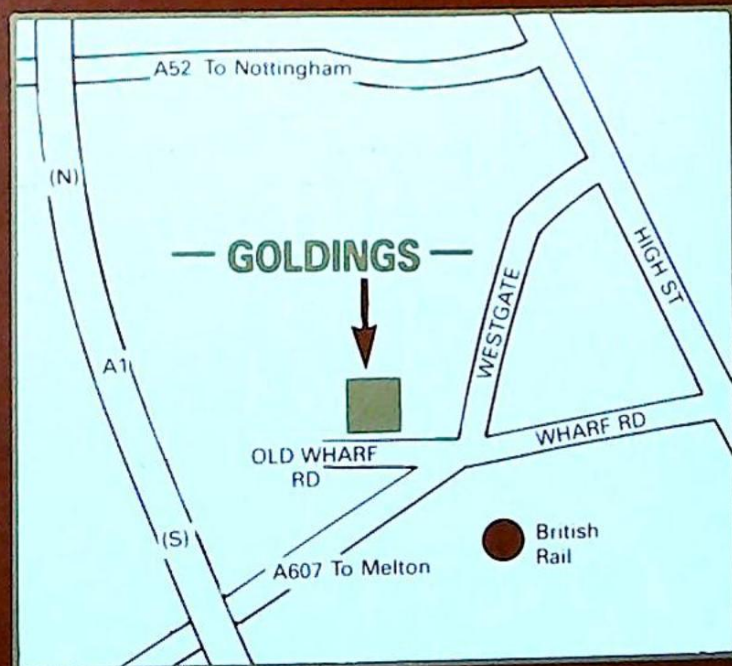 A52 To Nottingham
(N)
— GOLDINGS —
HIGH ST
WESTGATE
A1
WHARF RD
OLD WHARF
RD
British
Rail
(S)
A607 To Melton